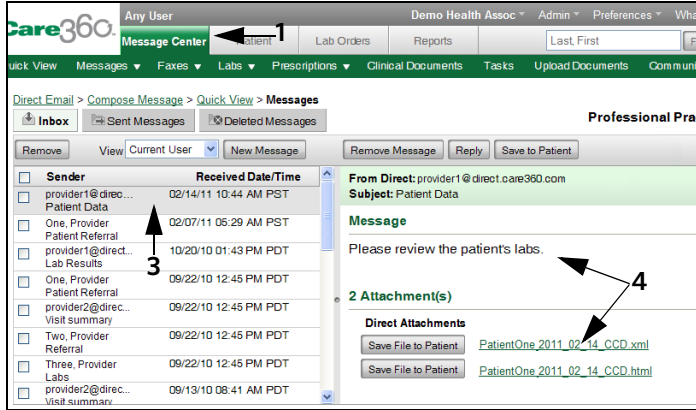 Any User
Demo Health Assoc Admin Preferences
Care360
Message Center Patient Lab Orders Reports Last, First
1
Quick View Messages Faxes Labs Prescriptions Clinical Documents Tasks Upload Documents
Direct Email > Compose Message > Quick View > Messages
Inbox Sent Messages Deleted Messages Professional
Remove View Current User New Message Remove Message Reply Save to Patient
Sender Received Date/Time
From Direct: provider1@direct.care360.com
Subject: Patient Data
provider1@direc... 02/14/11 10:44 AM PST
Patient Data
One, Provider 02/07/11 05:29 AM PST
Patient Referral
provider1@direct... 10/20/10 01:43 PM PDT
Lab Results
One, Provider 09/22/10 12:45 PM PDT
Patient Referral
provider2@direc... 09/22/10 12:45 PM PDT
Visit summary
Two, Provider 09/22/10 12:45 PM PDT
Referral
Three, Provider 09/22/10 12:45 PM PDT
Labs
provider2@direc... 09/13/10 08:41 AM PDT
Visit summary
3
Message
Please review the patient's labs.
4
2 Attachment(s)
Direct Attachments
Save File to Patient PatientOne_2011_02_14_CCD.xml
Save File to Patient PatientOne_2011_02_14_CCD.html